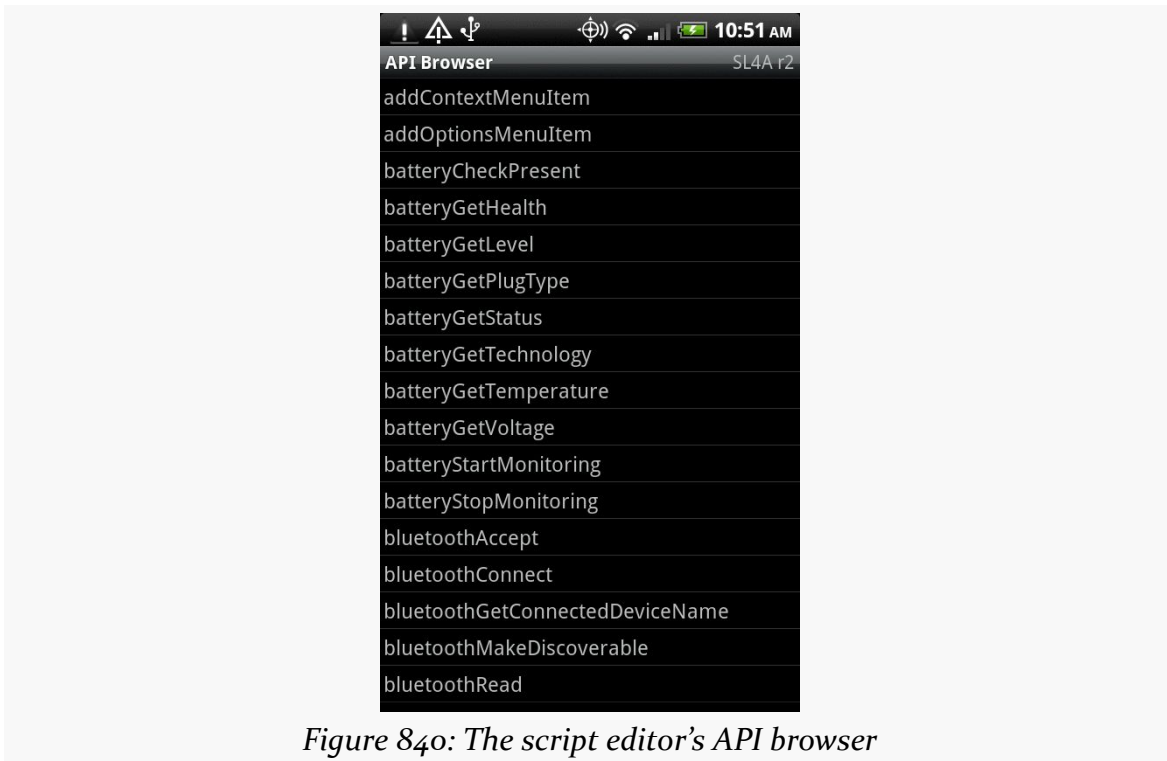 10:51 AM
API Browser SL4A r2
addContextMenuItem
addOptionsMenuItem
batteryCheckPresent
batteryGetHealth
batteryGetLevel
batteryGetPlugType
batteryGetStatus
batteryGetTechnology
batteryGetTemperature
batteryGetVoltage
batteryStartMonitoring
batteryStopMonitoring
bluetoothAccept
bluetoothConnect
bluetoothGetConnectedDeviceName
bluetoothMakeDiscoverable
bluetoothRead
Figure 840: The script editor’s API browser